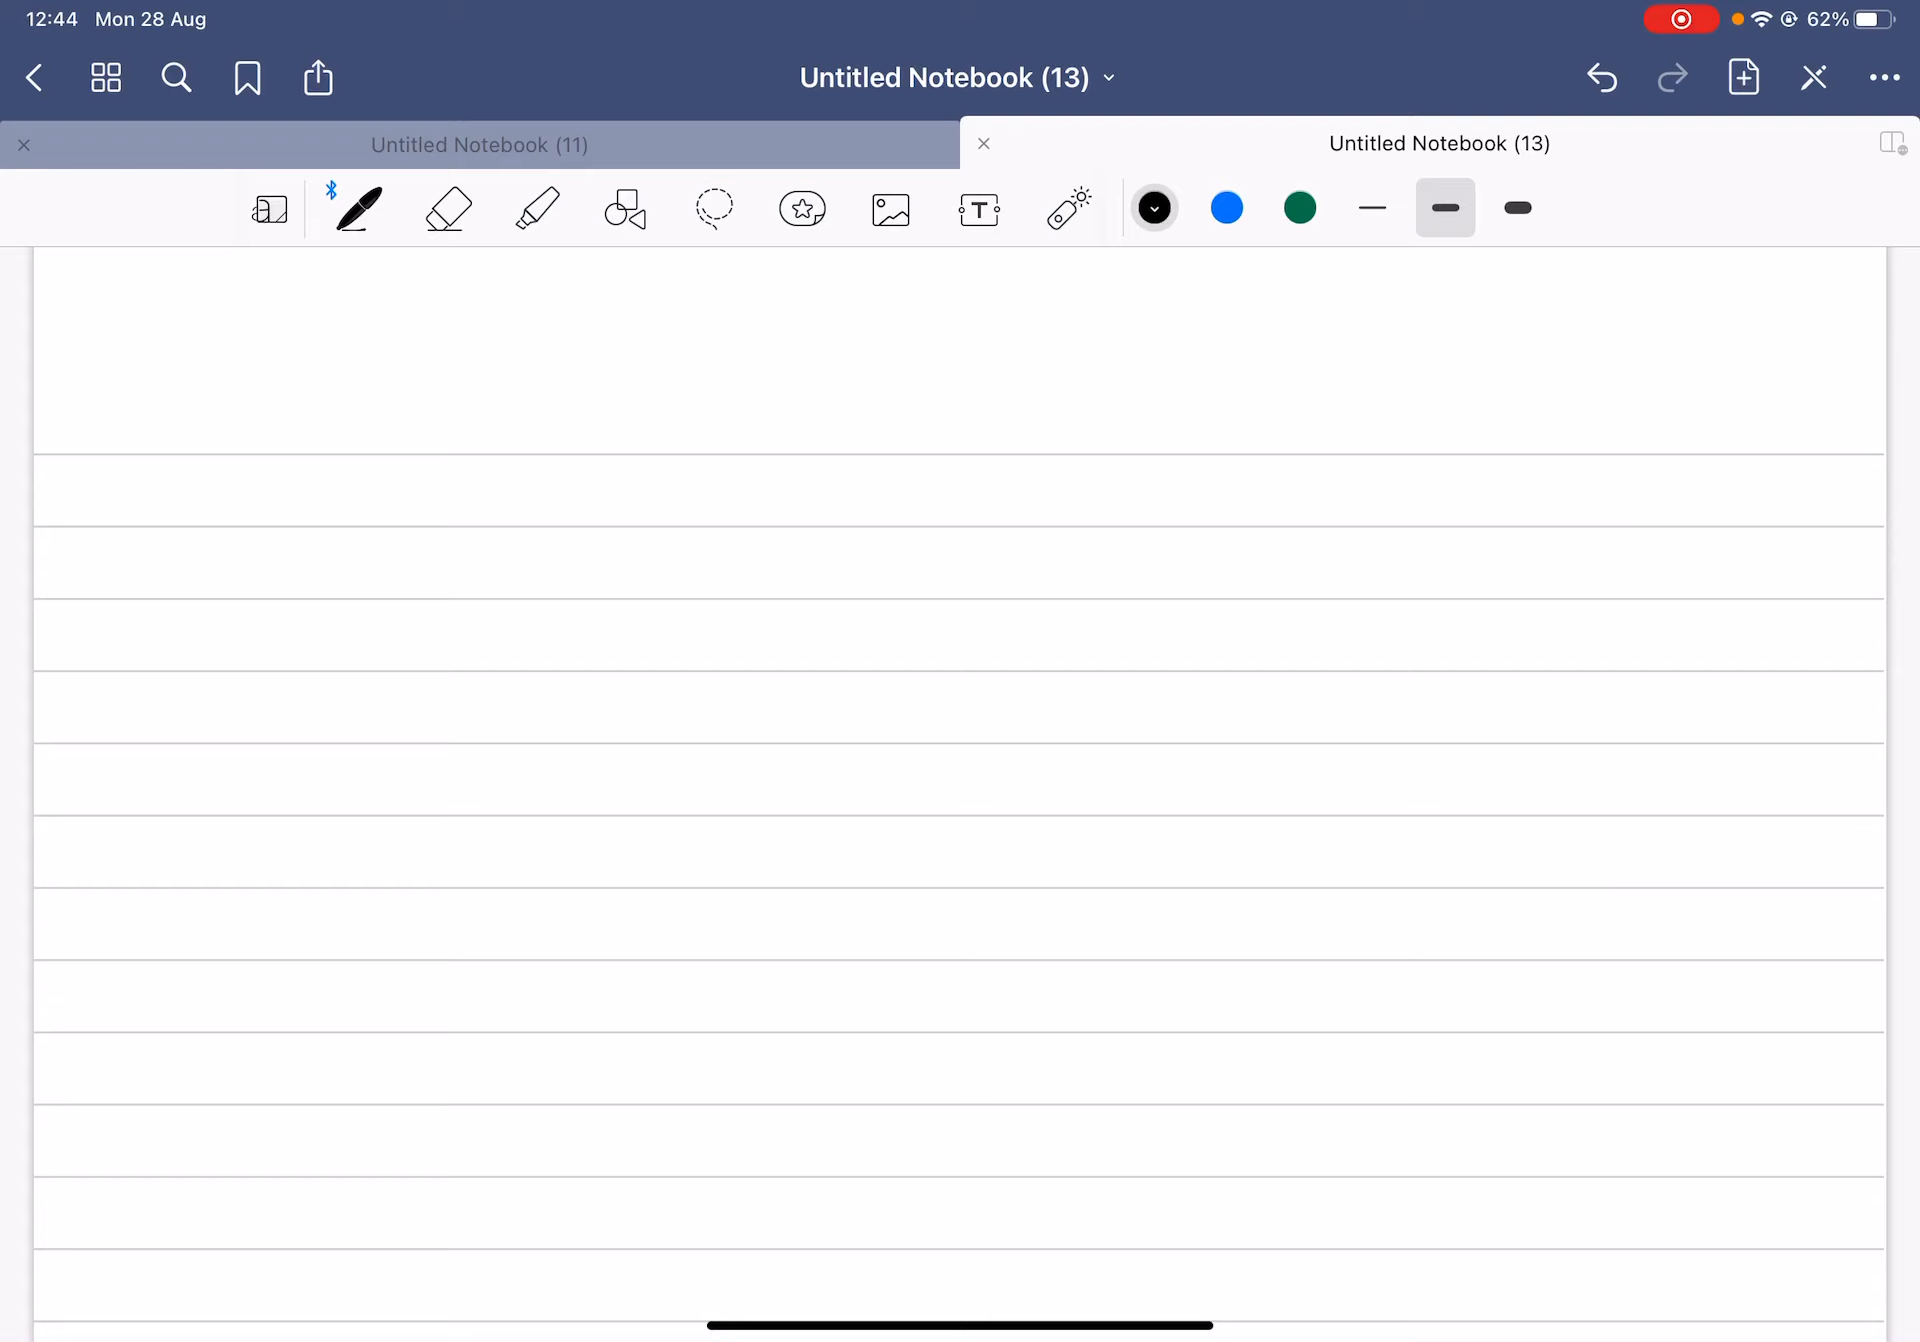 12:44 Mon 28 Aug
62%
Untitled Notebook (13)
Untitled Notebook (11)
Untitled Notebook (13)
T